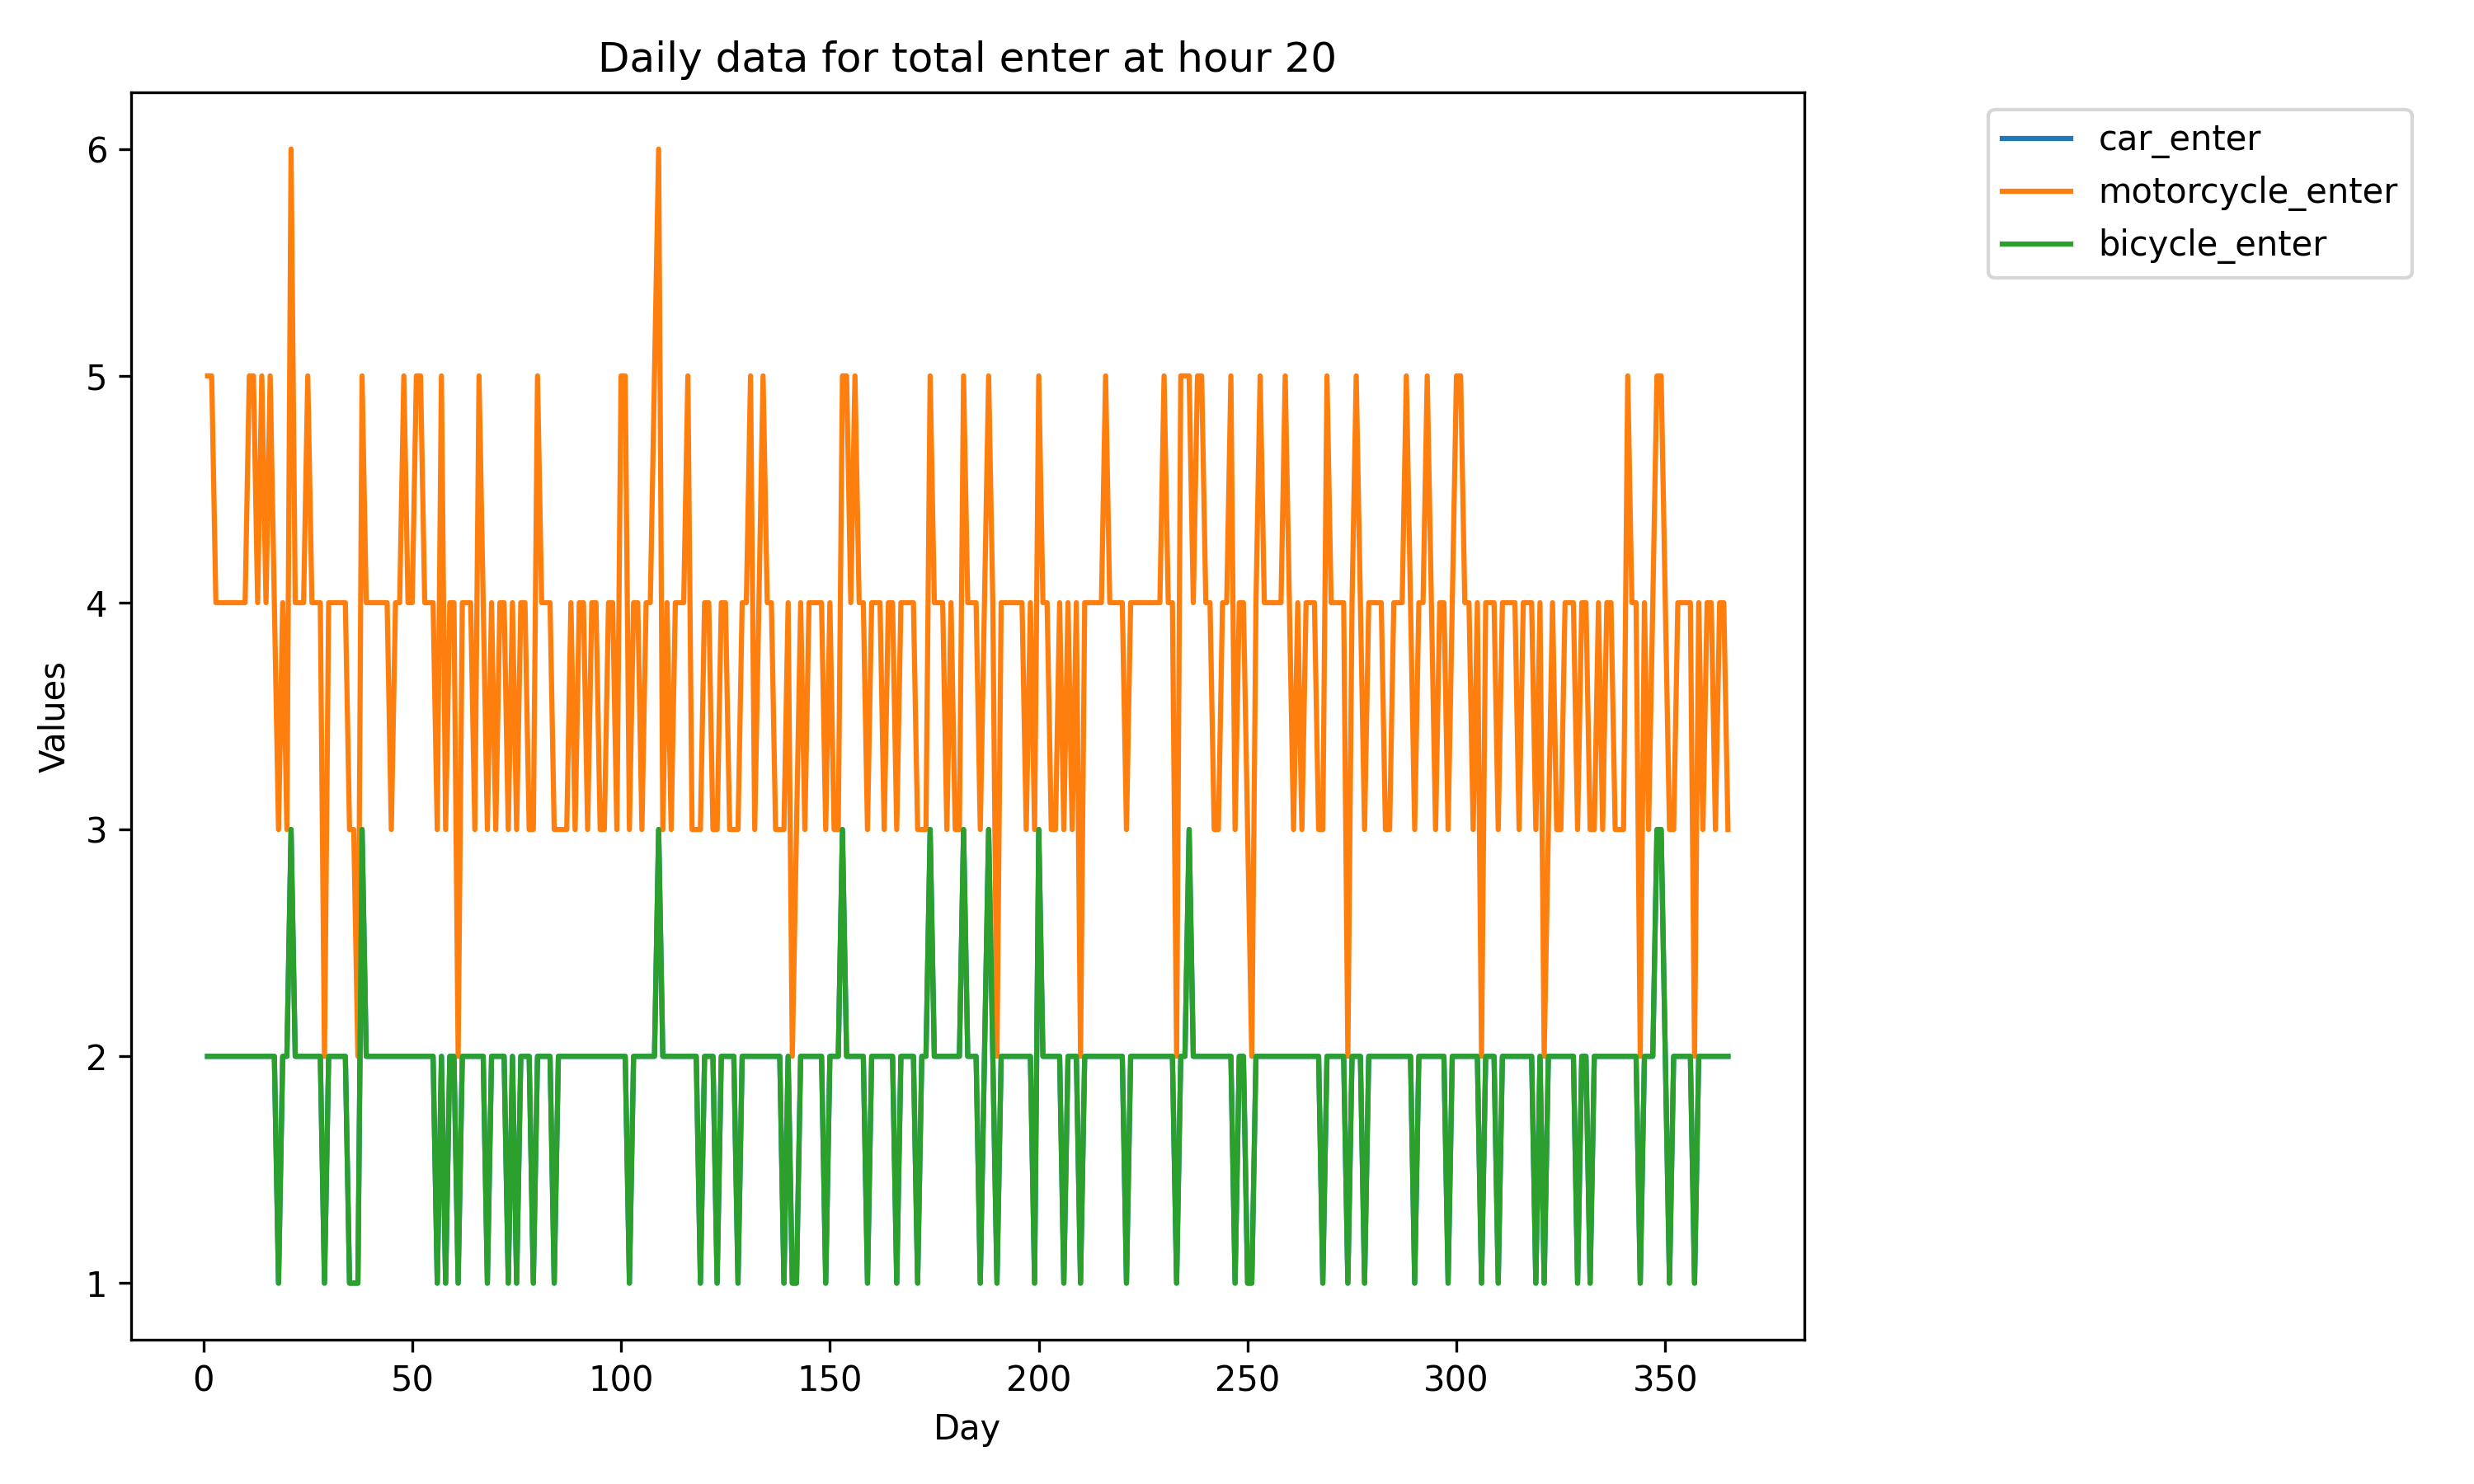 Daily data for total enter at hour 20
car_enter
motorcycle_enter
bicycle_enter
6
5
4
3
2
1
Values
0 50 100 150 200 250 300 350
Day